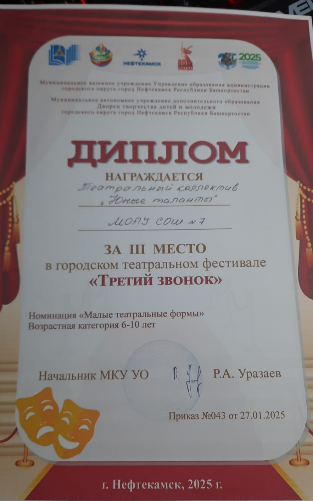 НЕФТЕКАМСК
2025
Муниципальное казенное учреждение Управление образования администрации
городского округа город Нефтекамск Республики Башкортостан
Муниципальное автономное учреждение дополнительного образования
Дворец творчества детей и молодежи
городского округа город Нефтекамск Республики Башкортостан
ДИПЛОМ
НАГРАЖДАЕТСЯ
Театральный коллектив
„Юные таланты"
МОАУ СОШ №7
ЗА III МЕСТО
в городском театральном фестивале
«ТРЕТИЙ ЗВОНОК»
Номинация «Малые театральные формы»
Возрастная категория 6-10 лет
Начальник МКУ УО Р.А. Уразаев
Приказ №043 от 27.01.2025
г. Нефтекамск, 2025 г.